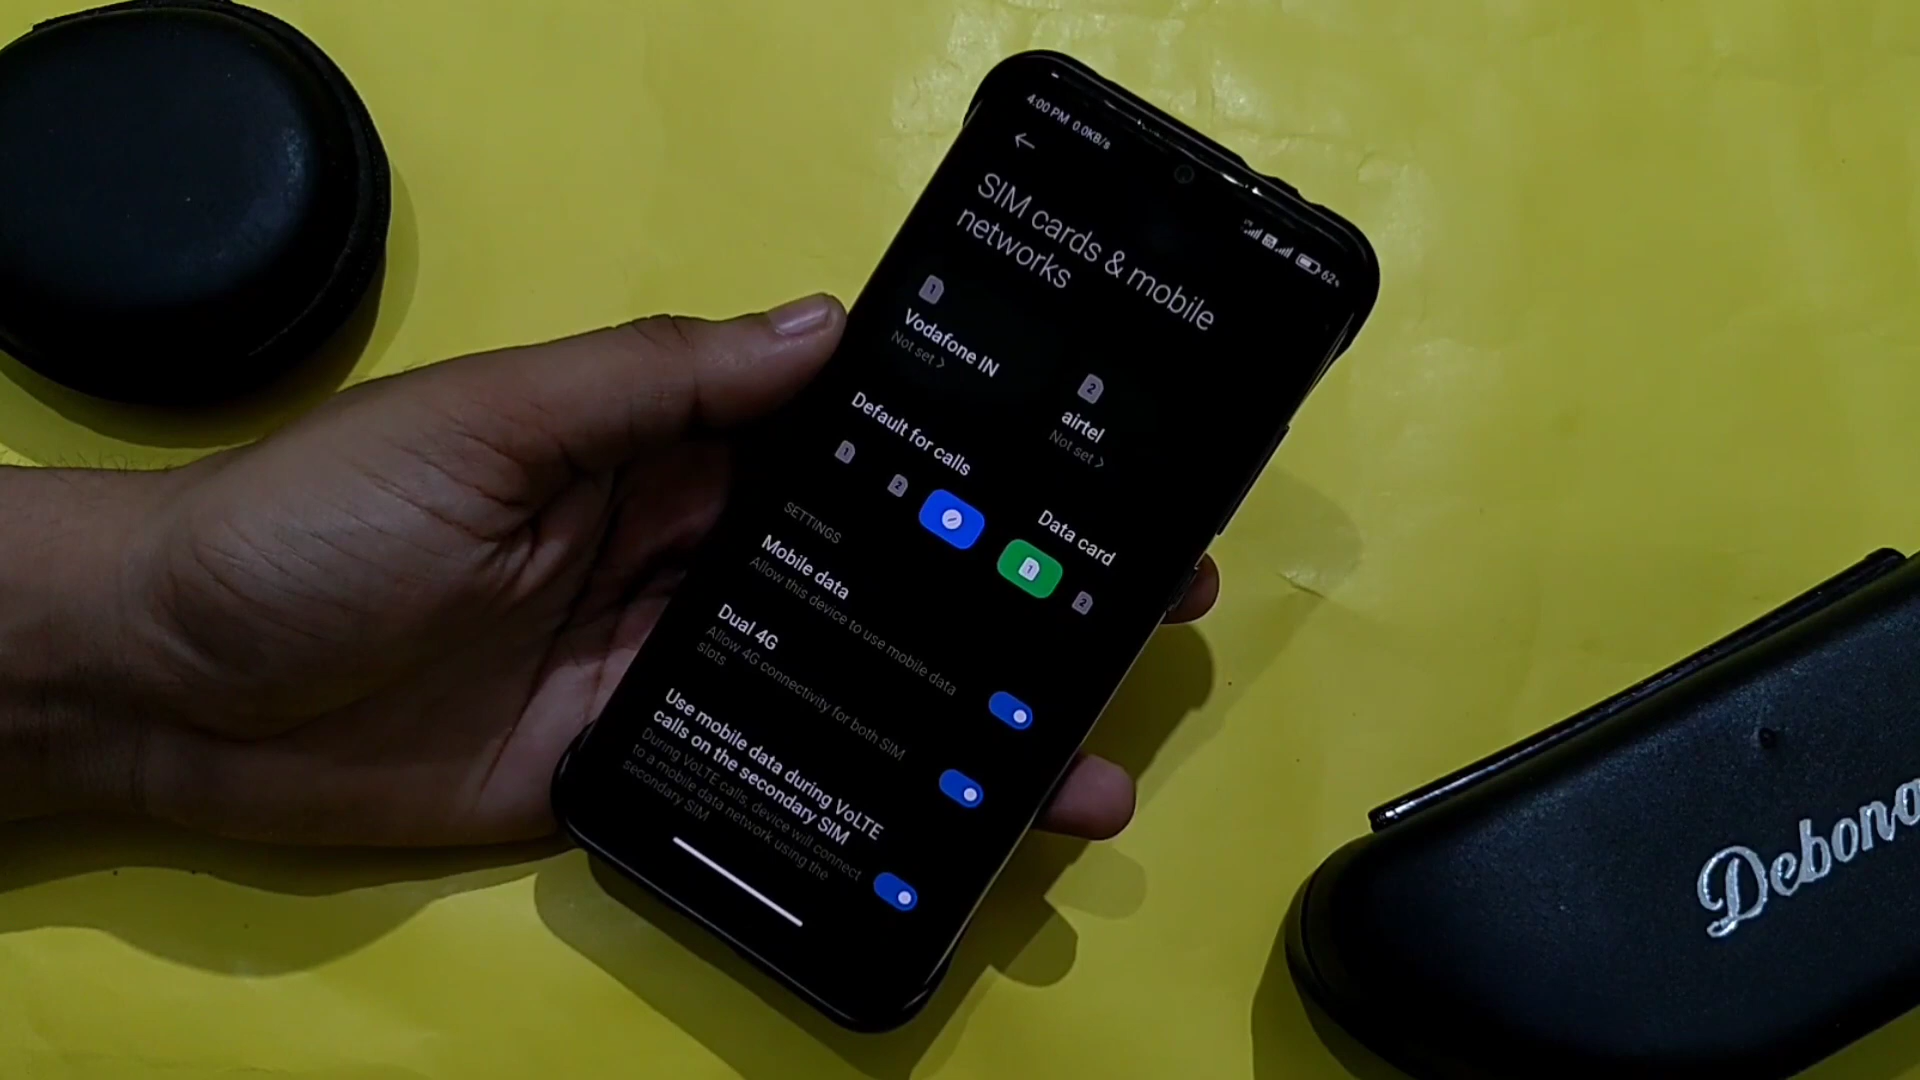 4:00 PM 0.0KB/s
62
SIM cards & mobile
networks
1
Vodafone IN
Not set >
2
airtel
Not set >
Default for calls
1
2
Data card
1
2
SETTINGS
Mobile data
Allow this device to use mobile data
Dual 4G
Allow 4G connectivity for both SIM
slots
Use mobile data during VoLTE
calls on the secondary SIM
During VoLTE calls, device will connect
to a mobile data network using the
secondary SIM
Debona